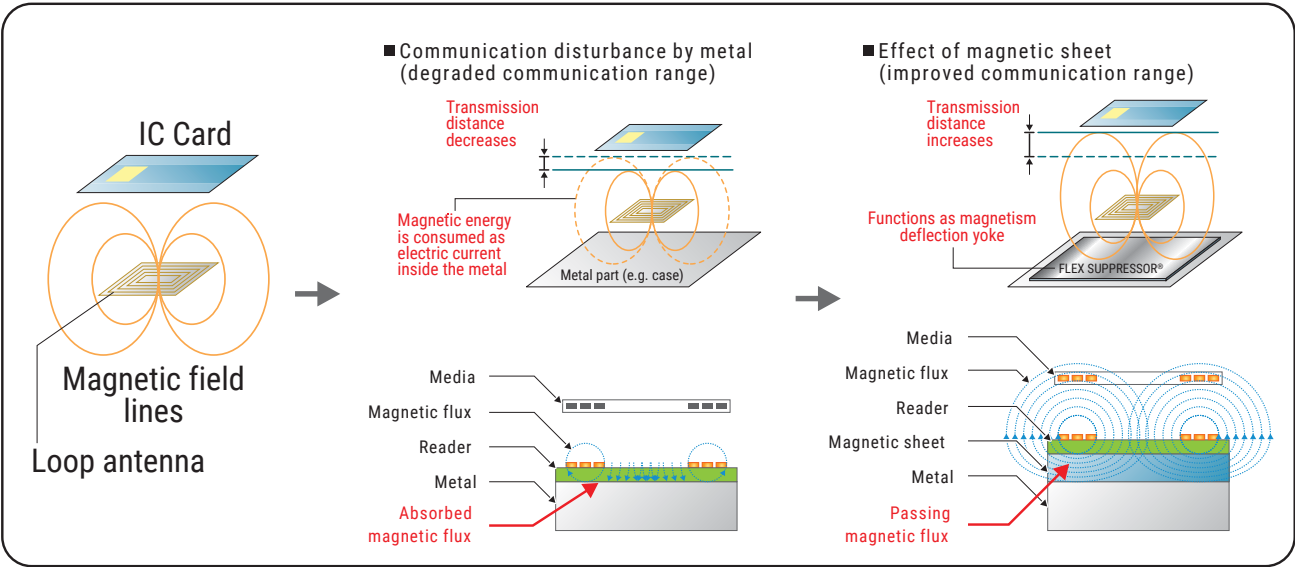 IC Card
Magnetic field
lines
Loop antenna
■ Communication disturbance by metal
(degraded communication range)
Transmission
distance
decreases
Magnetic energy
is consumed as
electric current
inside the metal
Metal part (e.g. case)
Media
Magnetic flux
Reader
Metal
Absorbed
magnetic flux
■ Effect of magnetic sheet
(improved communication range)
Transmission
distance
increases
Functions as magnetism
deflection yoke
FLEX SUPPRESSOR®
Media
Magnetic flux
Reader
Magnetic sheet
Metal
Passing
magnetic flux